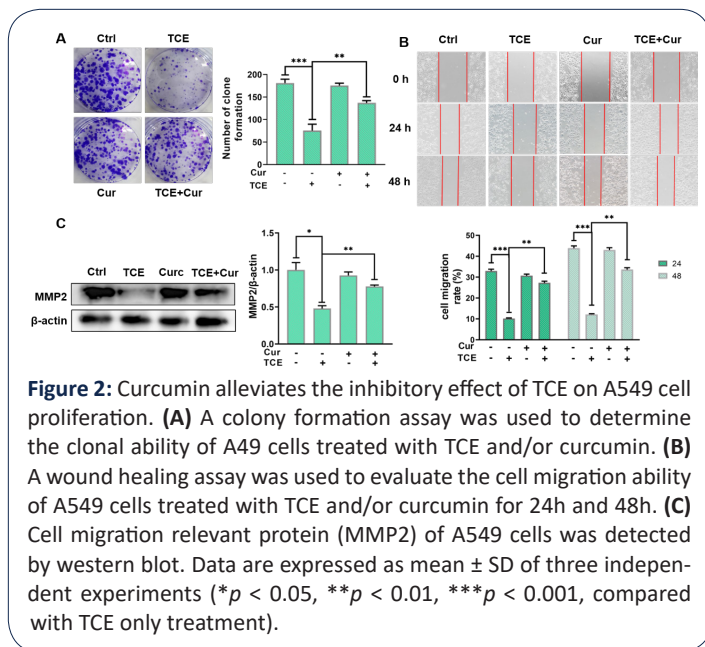 A
Ctrl TCE
Cur TCE+Cur
Number of clone
formation
200
150
100
50
0
*** **
Cur - - + +
TCE - + - +
B
Ctrl TCE Cur TCE+Cur
0 h
24 h
48 h
C
Ctrl TCE Curc TCE+Cur
MMP2
β-actin
MMP2/β-actin
1.5
1.0
0.5
0.0
* **
Cur - - + +
TCE - + - +
cell migration
rate (%)
50
40
30
20
10
0
*** ** *** **
24
48
Cur - - + + - - + +
TCE - + - + - + - +
Figure 2: Curcumin alleviates the inhibitory effect of TCE on A549 cell
proliferation. (A) A colony formation assay was used to determine
the clonal ability of A49 cells treated with TCE and/or curcumin. (B)
A wound healing assay was used to evaluate the cell migration ability
of A549 cells treated with TCE and/or curcumin for 24h and 48h. (C)
Cell migration relevant protein (MMP2) of A549 cells was detected
by western blot. Data are expressed as mean ± SD of three indepen-
dent experiments (*p < 0.05, **p < 0.01, ***p < 0.001, compared
with TCE only treatment).